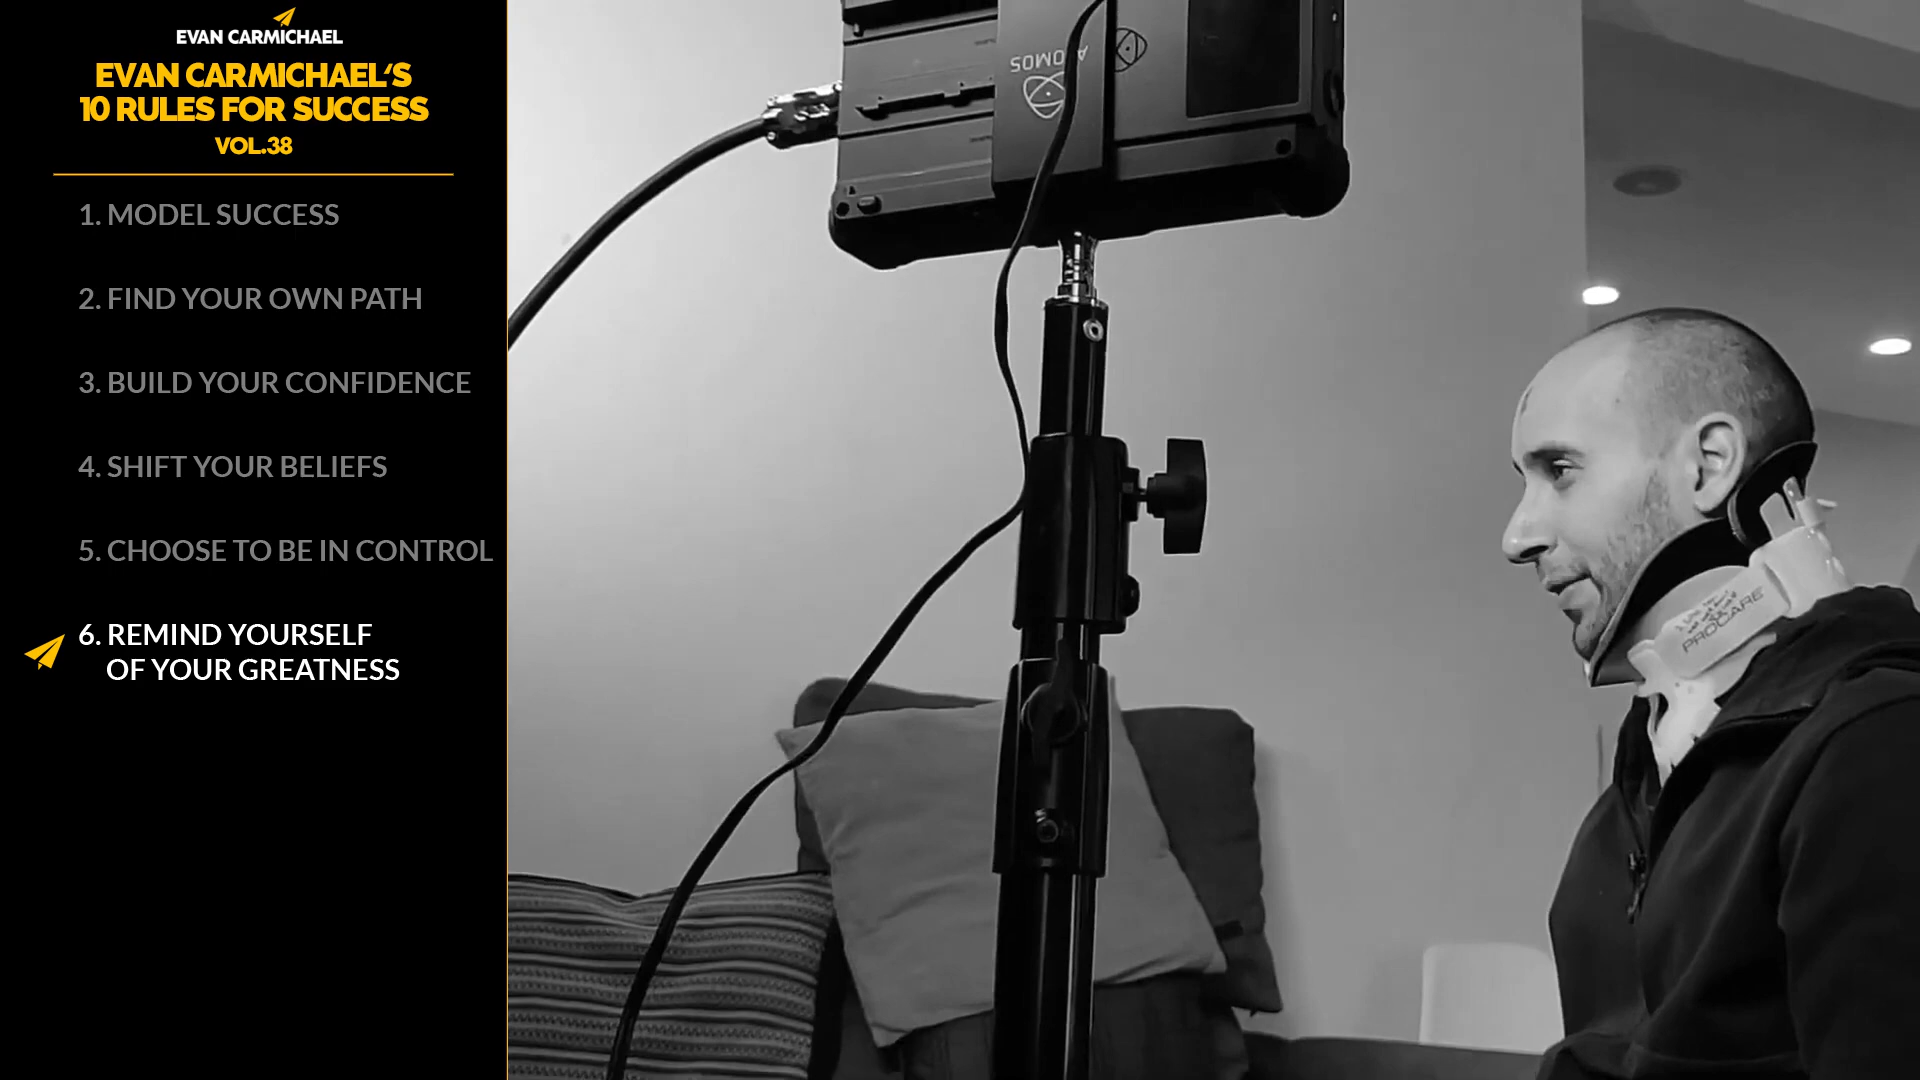 EVAN CARMICHAEL
EVAN CARMICHAEL'S
10 RULES FOR SUCCESS
VOL.38
1. MODEL SUCCESS
2. FIND YOUR OWN PATH
3. BUILD YOUR CONFIDENCE
4. SHIFT YOUR BELIEFS
5. CHOOSE TO BE IN CONTROL
6. REMIND YOURSELF
OF YOUR GREATNESS
ATOMOS
PROCARE